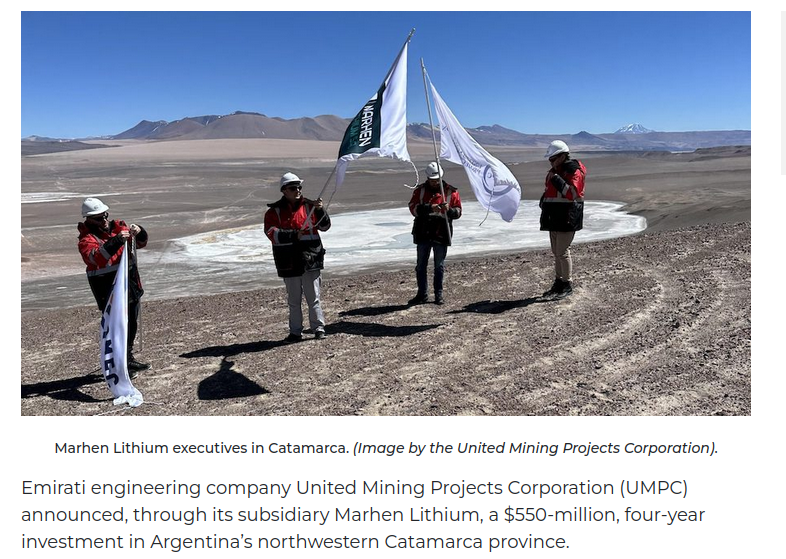 MARHEN
Marhen Lithium executives in Catamarca. (Image by the United Mining Projects Corporation).
Emirati engineering company United Mining Projects Corporation (UMPC)
announced, through its subsidiary Marhen Lithium, a $550-million, four-year
investment in Argentina’s northwestern Catamarca province.